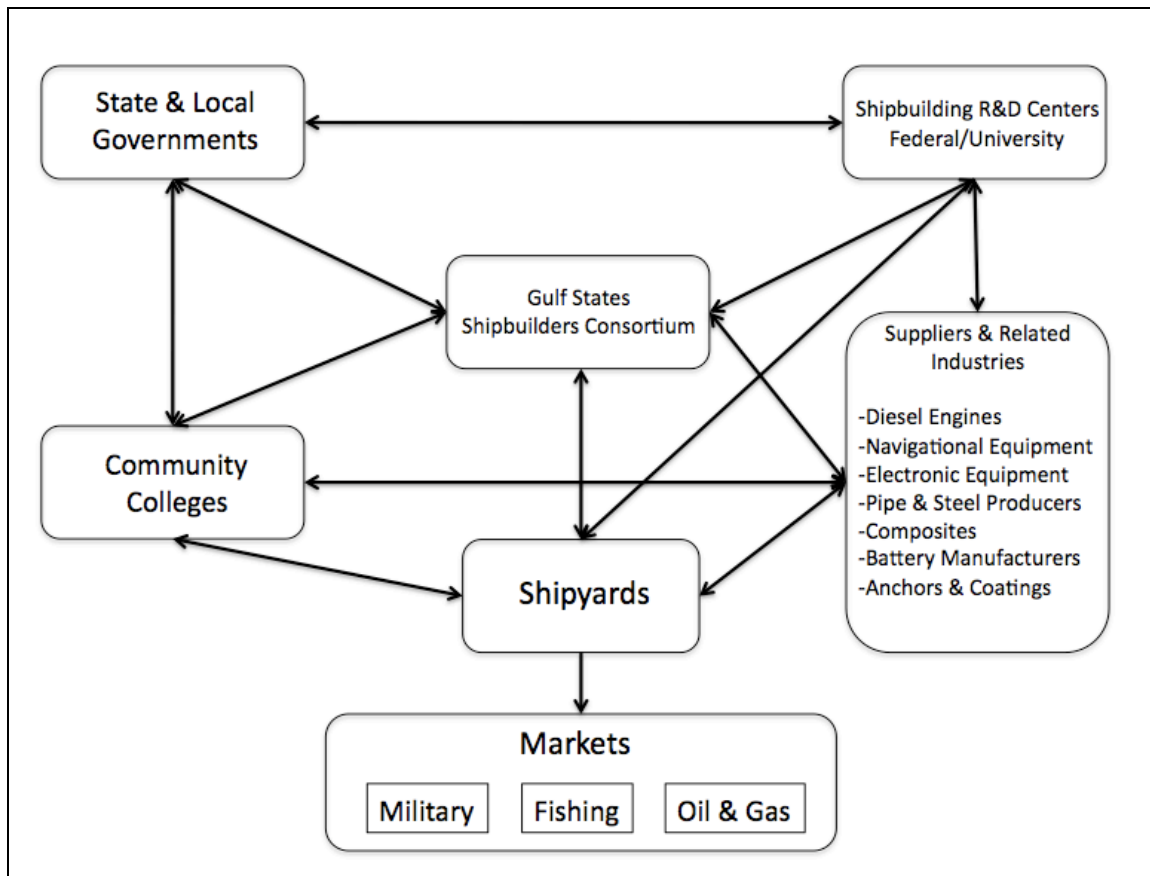 State & Local
Governments
Shipbuilding R&D Centers
Federal/University
Gulf States
Shipbuilders Consortium
Suppliers & Related
Industries
-Diesel Engines
-Navigational Equipment
-Electronic Equipment
-Pipe & Steel Producers
-Composites
-Battery Manufacturers
-Anchors & Coatings
Community
Colleges
Shipyards
Markets
Military
Fishing
Oil & Gas